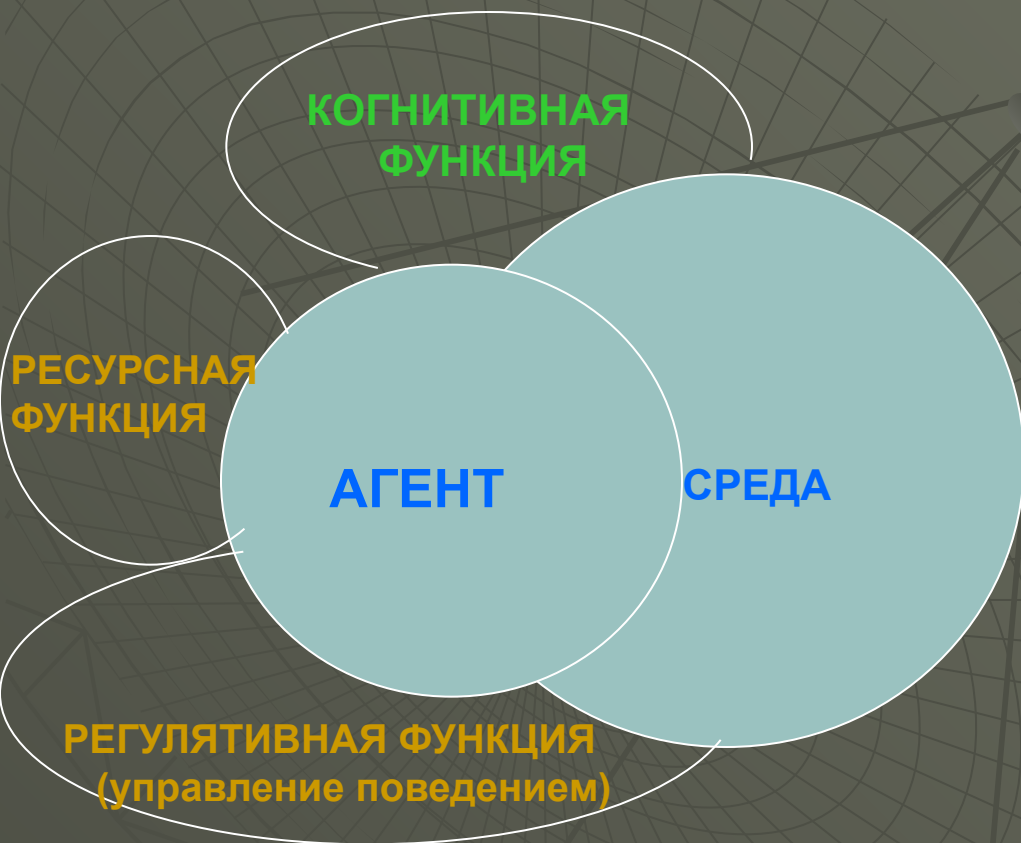 КОГНИТИВНАЯ
ФУНКЦИЯ
РЕСУРСНАЯ
ФУНКЦИЯ
АГЕНТ
СРЕДА
РЕГУЛЯТИВНАЯ ФУНКЦИЯ
(управление поведением)